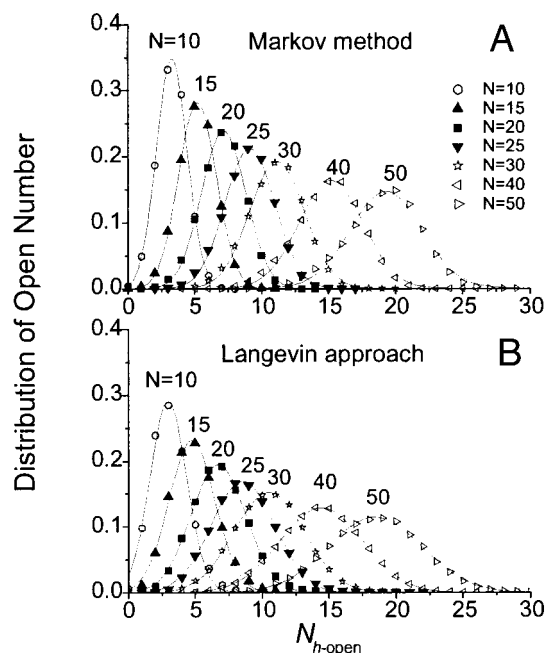 Distribution of Open Number
0.4
0.3
0.2
0.1
0.0
Markov method
A
N=10
15
20
25
30
40
50
N=10
N=15
N=20
N=25
N=30
N=40
N=50
0 5 10 15 20 25 30
0.4
0.3
0.2
0.1
0.0
Langevin approach
B
N=10
15
20
25
30
40
50
0 5 10 15 20 25 30
N h-open